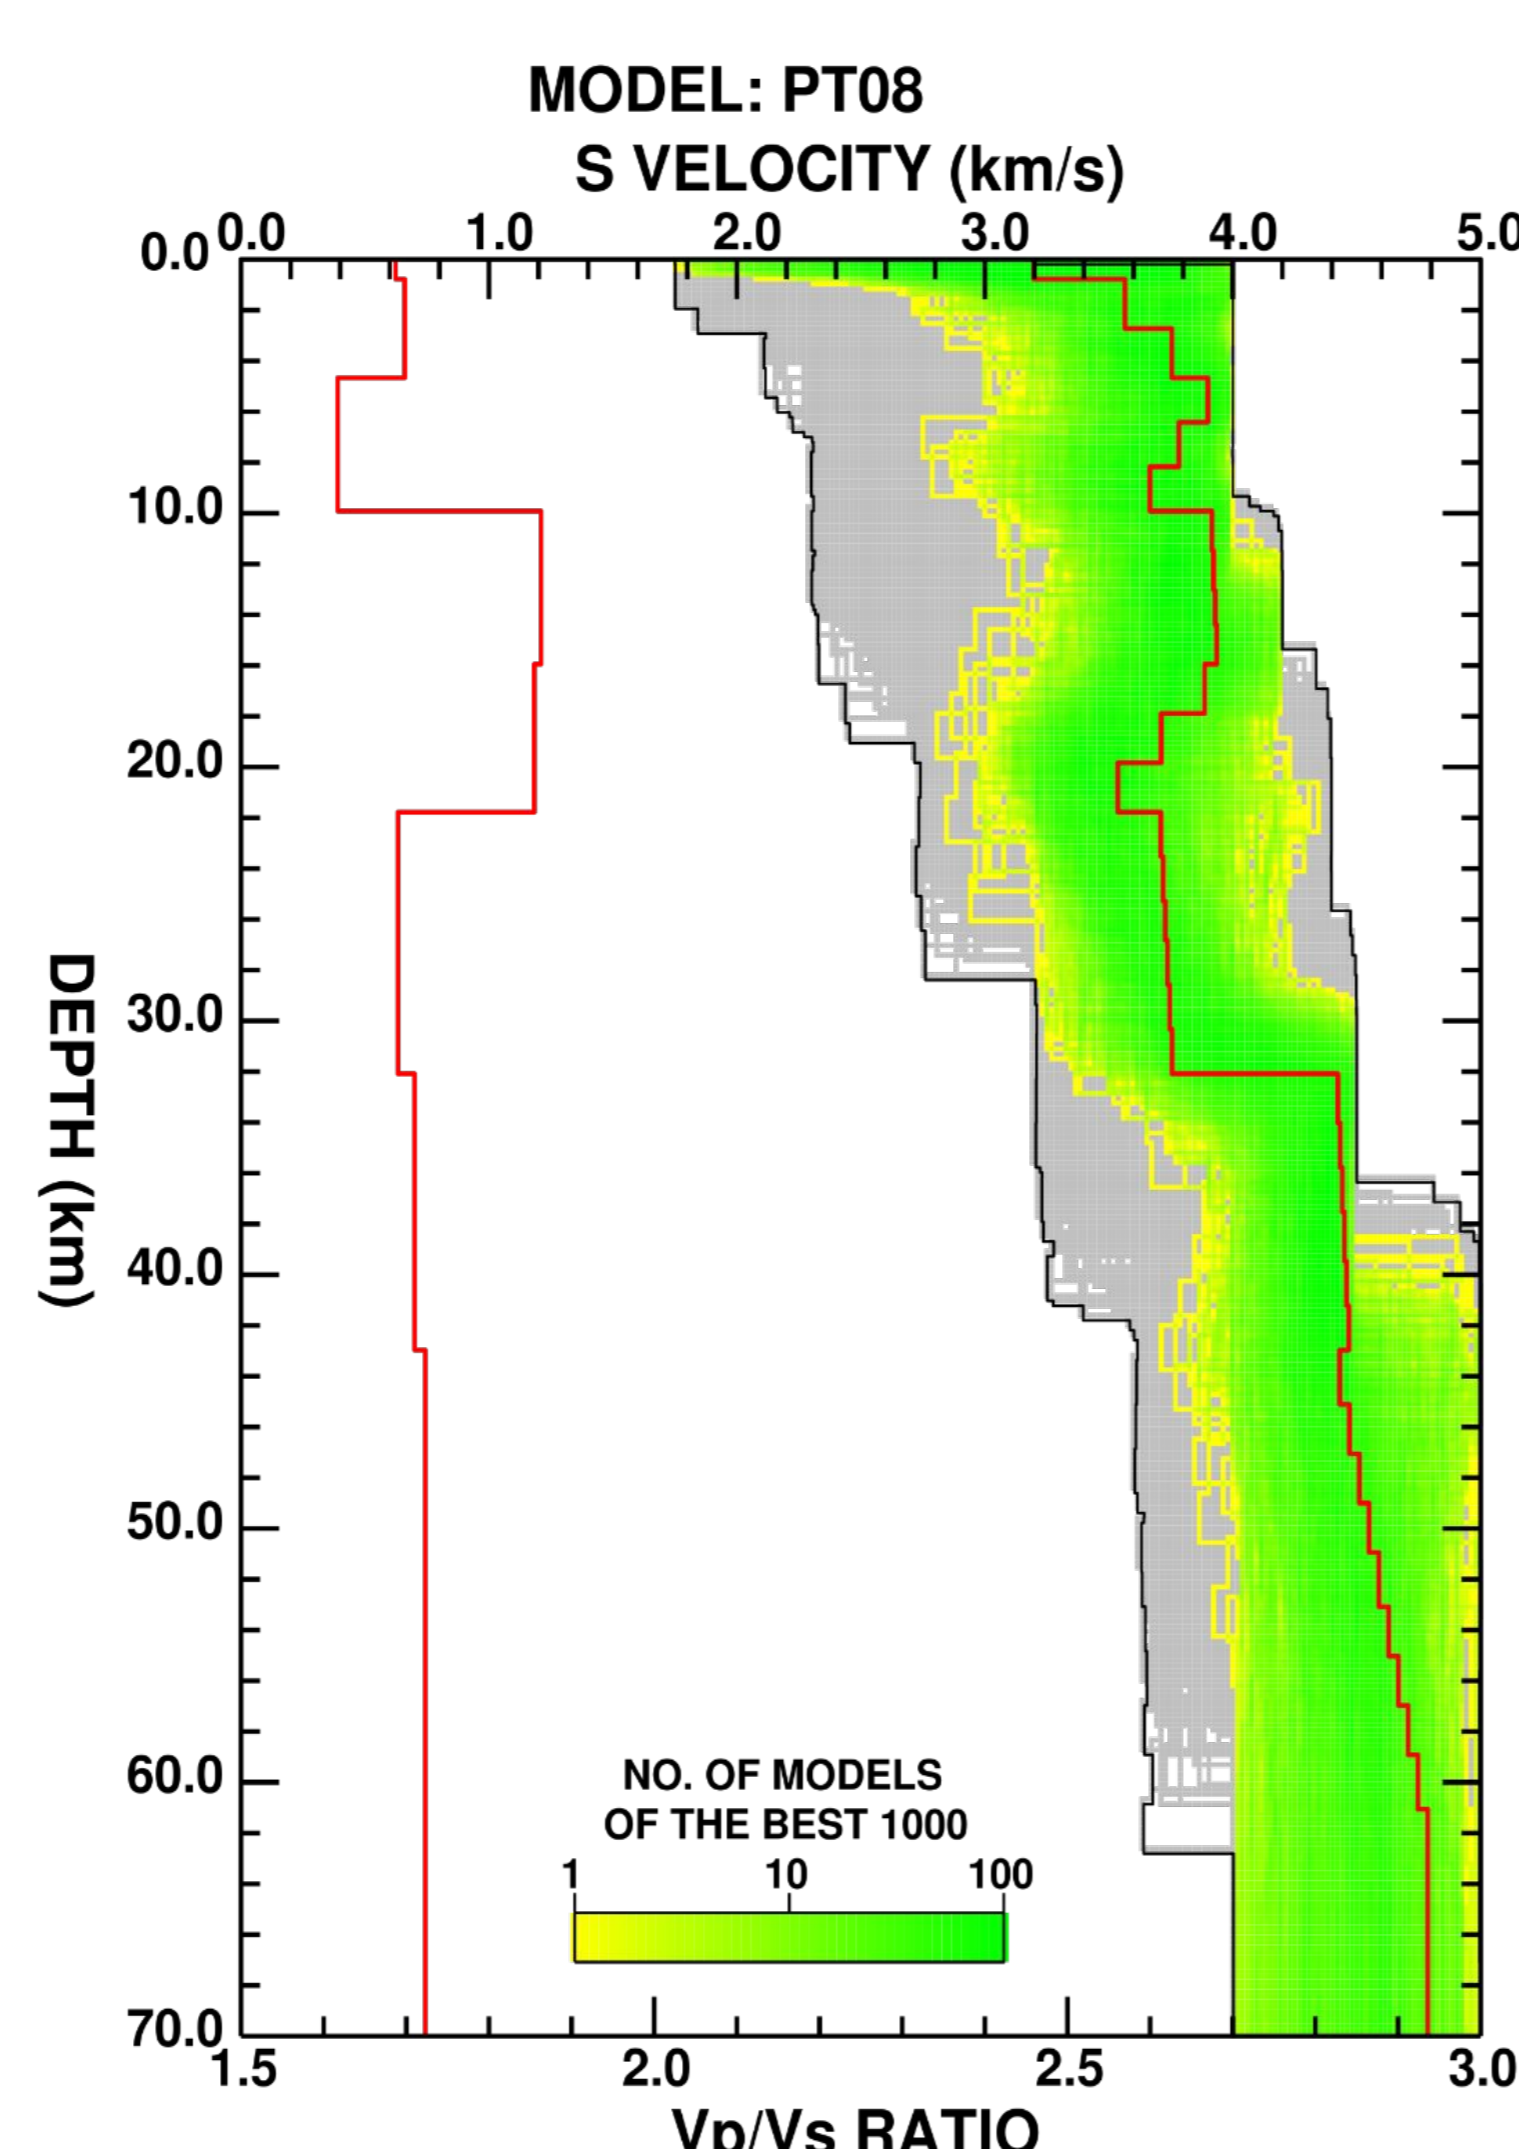 MODEL: PT08
S VELOCITY (km/s)
0.0 1.0 2.0 3.0 4.0 5.0
0.0
10.0
20.0
30.0
40.0
50.0
60.0
70.0
DEPTH (km)
NO. OF MODELS
OF THE BEST 1000
1 10 100
1.5 2.0 2.5 3.0
Vp/Vs RATIO